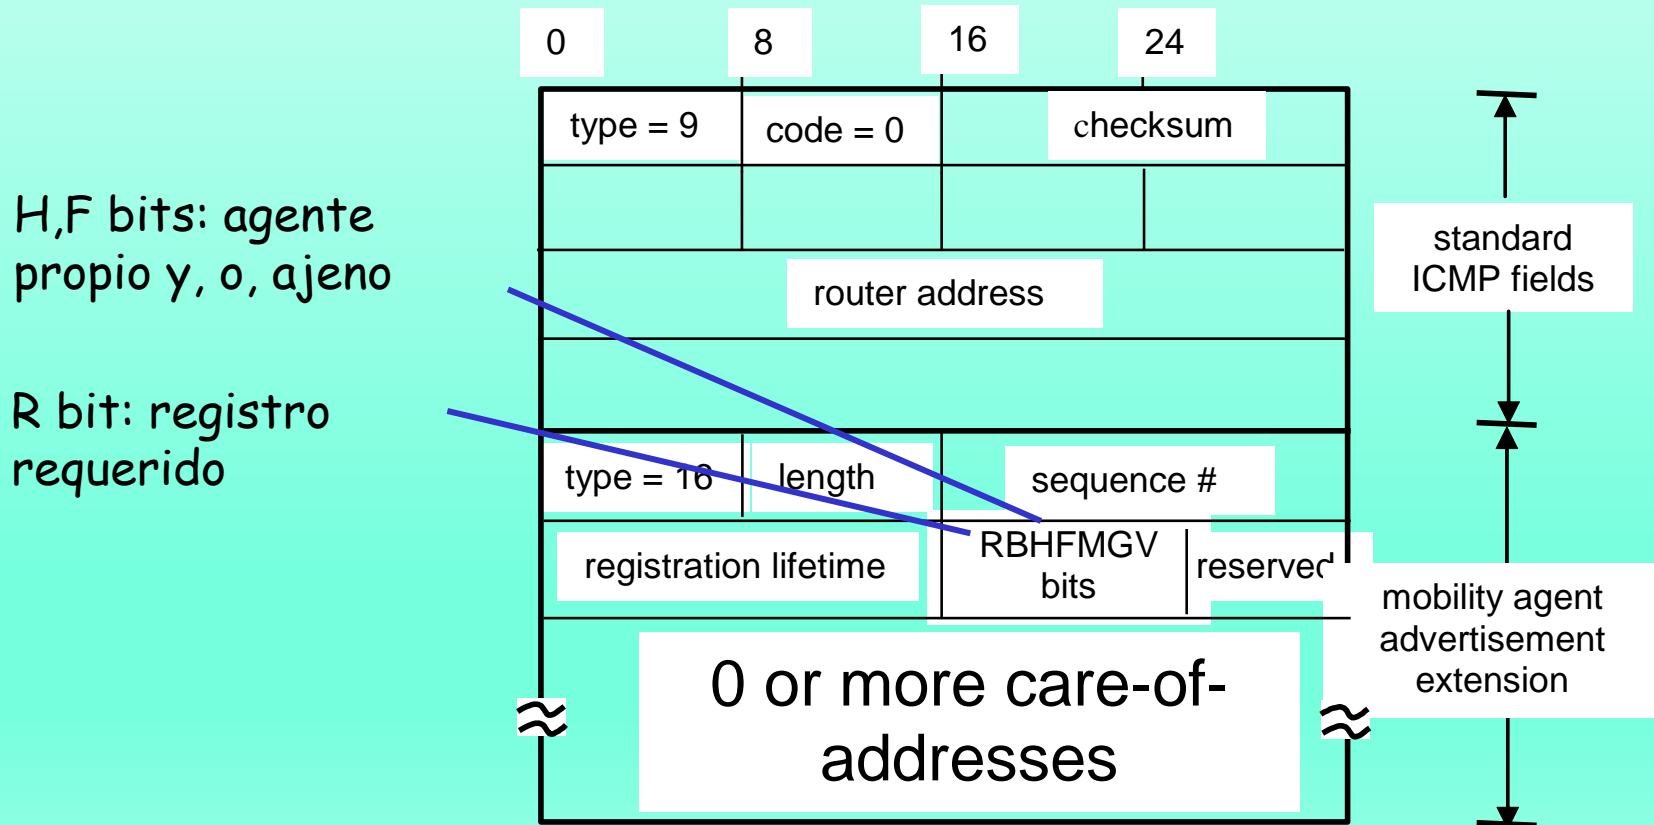 0 8 16 24
type = 9 code = 0 checksum
H,F bits: agente
propio y, o, ajeno
standard
ICMP fields
router address
R bit: registro
requerido
type = 16 length sequence #
registration lifetime
RBHFMGV
bits
reserved
mobility agent
advertisement
extension
0 or more care-of-
addresses